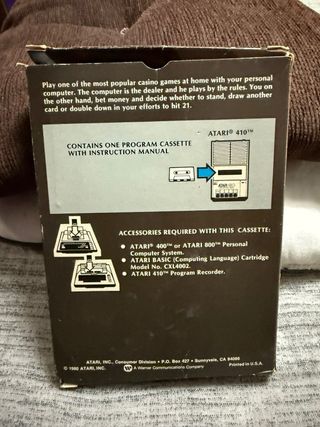 Play one of the most popular casino games at home with your personal
computer. The computer is the dealer and he plays by the rules. You on
the other hand, bet money and decide whether to stand, draw another
card or double down in your efforts to hit 21.
ATARI® 410™
CONTAINS ONE PROGRAM CASSETTE
WITH INSTRUCTION MANUAL
ACCESSORIES REQUIRED WITH THIS CASSETTE:
● ATARI® 400™ or ATARI 800™ Personal
Computer System.
● ATARI BASIC (Computing Language) Cartridge
Model No. CXL4002.
● ATARI 410™ Program Recorder.
ATARI, INC., Consumer Division • P.O. Box 427 • Sunnyvale, CA 94086
© 1980 ATARI, INC.
A Warner Communications Company
Printed in U.S.A.